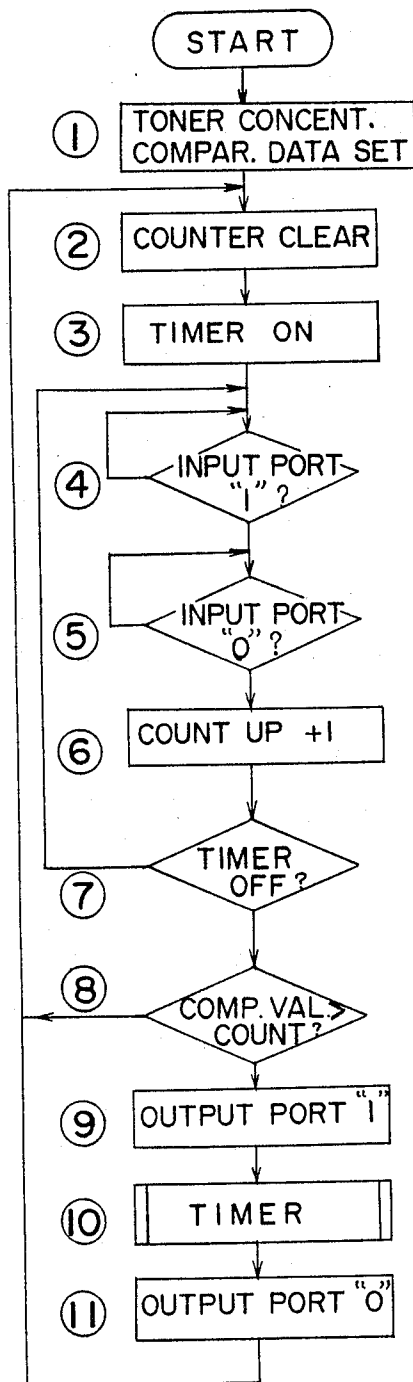 START
① TONER CONCENT.
COMPAR. DATA SET
② COUNTER CLEAR
③ TIMER ON
④ INPUT PORT
"1"?
⑤ INPUT PORT
"0"?
⑥ COUNT UP +1
⑦ TIMER
OFF?
⑧ COMP. VAL.>
COUNT?
⑨ OUTPUT PORT "1"
⑩ TIMER
⑪ OUTPUT PORT "0"